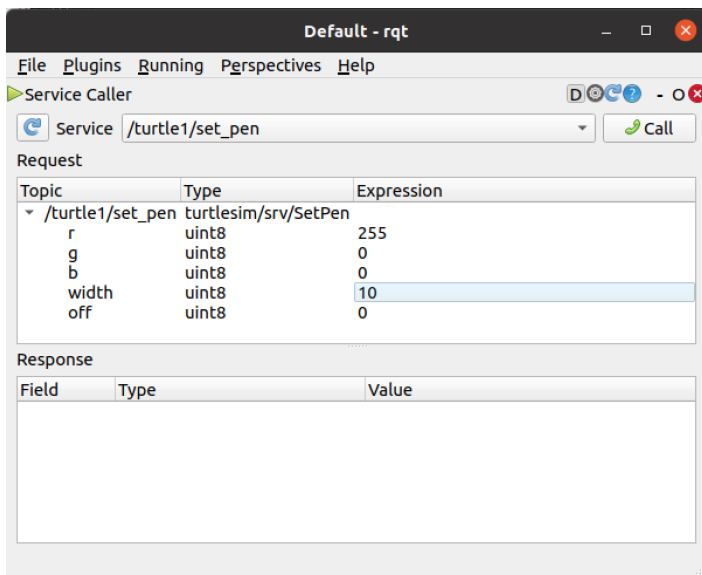 Default - rqt
File Plugins Running Perspectives Help
Service Caller D ? - O
Service /turtle1/set_pen Call
Request
Topic Type Expression
/turtle1/set_pen turtlesim/srv/SetPen
r uint8 255
g uint8 0
b uint8 0
width uint8 10
off uint8 0
Response
Field Type Value